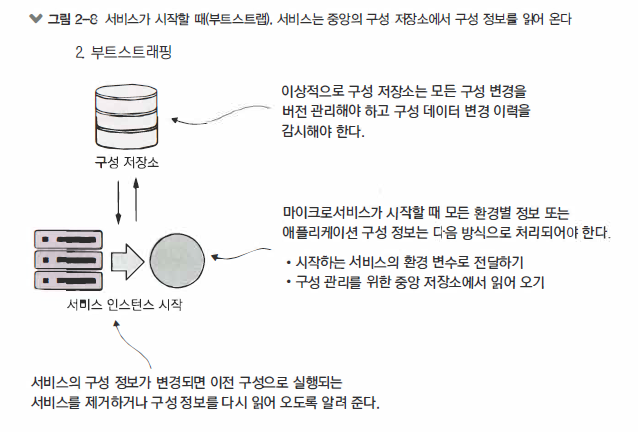 그림 2-8 서비스가 시작할 때(부트스트랩), 서비스는 중앙의 구성 저장소에서 구성 정보를 읽어 온다
2. 부트스트래핑
이상적으로 구성 저장소는 모든 구성 변경을
버전 관리해야 하고 구성 데이터 변경 이력을
감시해야 한다.
구성 저장소
마이크로서비스가 시작할 때 모든 환경별 정보 또는
애플리케이션 구성 정보는 다음 방식으로 처리되어야 한다.
• 시작하는 서비스의 환경 변수로 전달하기
• 구성 관리를 위한 중앙 저장소에서 읽어 오기
서비스 인스턴스 시작
서비스의 구성 정보가 변경되면 이전 구성으로 실행되는
서비스를 제거하거나 구성 정보를 다시 읽어 오도록 알려 준다.